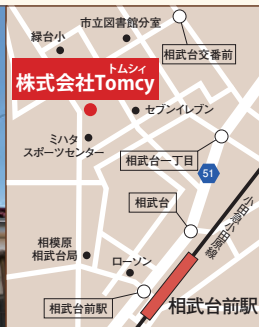 市立図書館分室
緑台小
相武台交番前
トムシィ
株式会社Tomcy
セブンイレブン
ミハタ
スポーツセンター
相武台一丁目
51
相武台
小田急小田原線
相模原
相武台局
ローソン
相武台前駅
相武台前駅